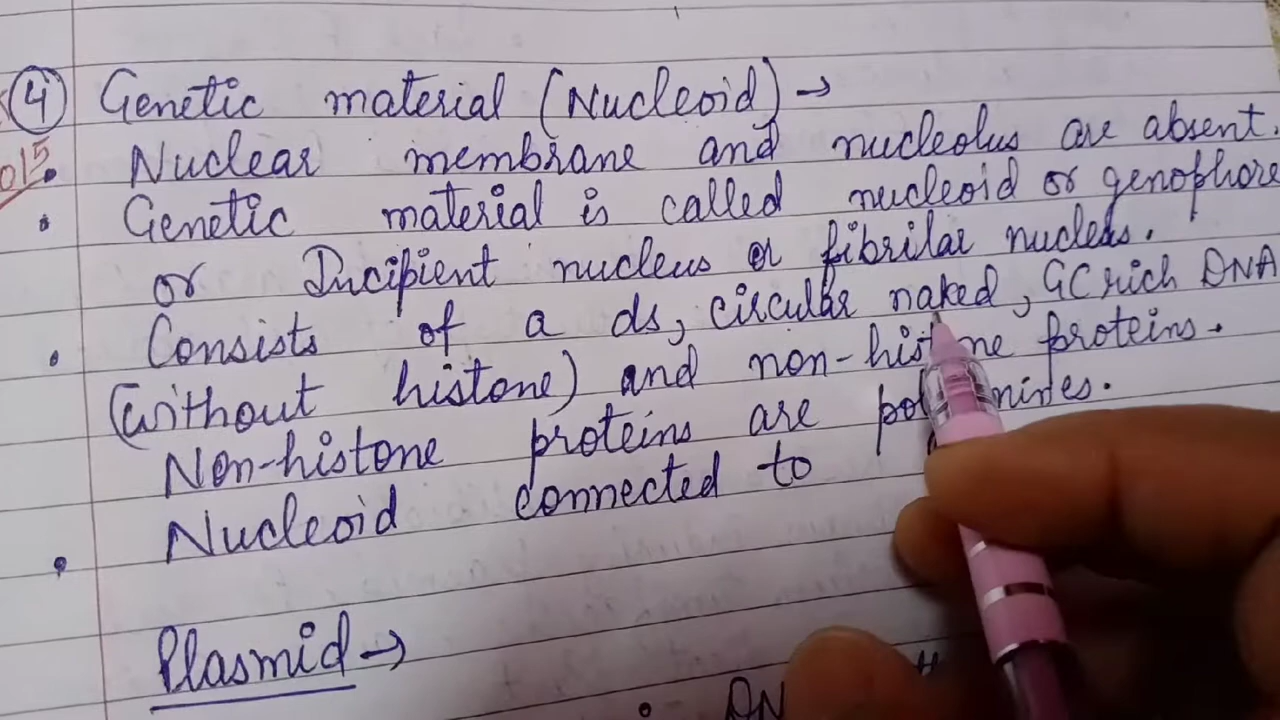 ④ Genetic material (Nucleoid) →
015 • Nuclear membrane and nucleolus are absent.
• Genetic material is called nucleoid or genophore
or Incipient nucleus or fibrilar nucleus.
• Consists of a ds, circular naked, GC rich DNA
(without histone) and non-histone proteins.
Non-histone proteins are
• Nucleoid connected to
Plasmid →
•